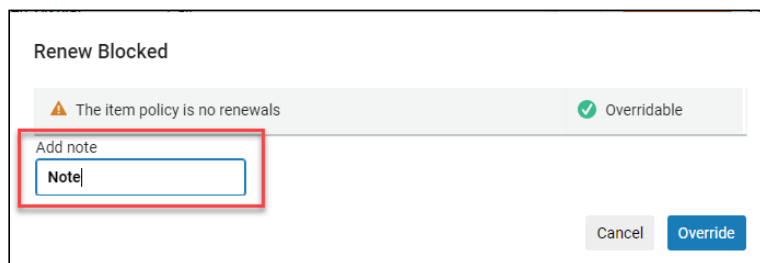 Renew Blocked
The item policy is no renewals Overridable
Add note
Note
Cancel Override